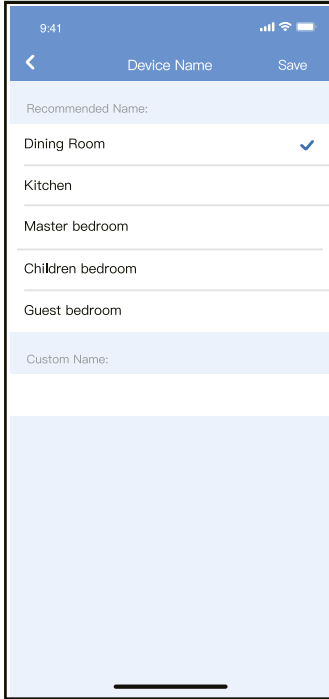 9:41
Device Name Save
Recommended Name:
Dining Room
Kitchen
Master bedroom
Children bedroom
Guest bedroom
Custom Name: